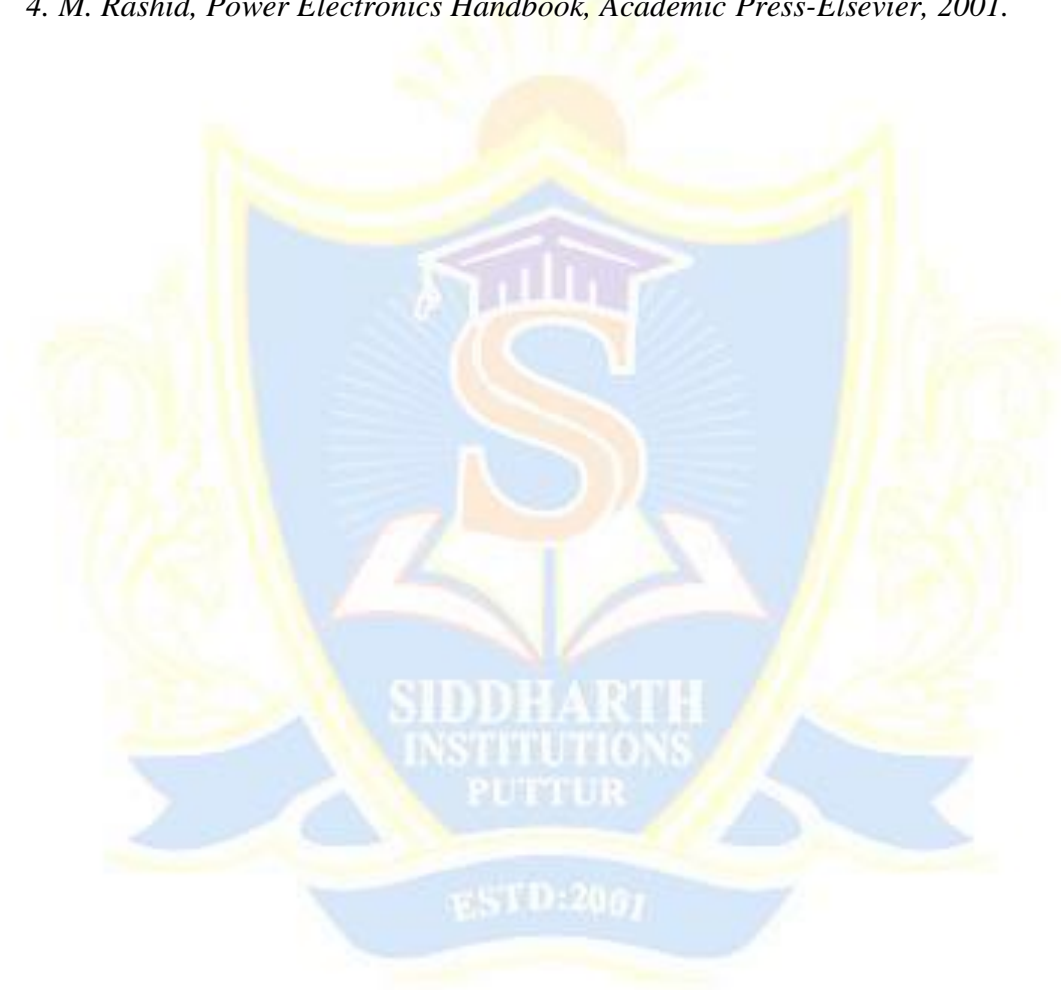 4. M. Rashid, Power Electronics Handbook, Academic Press-Elsevier, 2001.
S
SIDDHARTH
INSTITUTIONS
PUTTUR
ESTD:2001